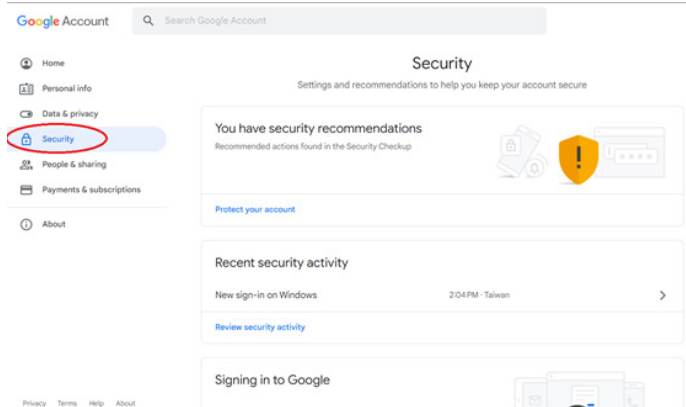 Google Account
Search Google Account
Home
Personal info
Data & privacy
Security
People & sharing
Payments & subscriptions
About
Privacy Terms Help About
Security
Settings and recommendations to help you keep your account secure
You have security recommendations
Recommended actions found in the Security Checkup
Protect your account
Recent security activity
New sign-in on Windows 2:04 PM · Taiwan
Review security activity
Signing in to Google